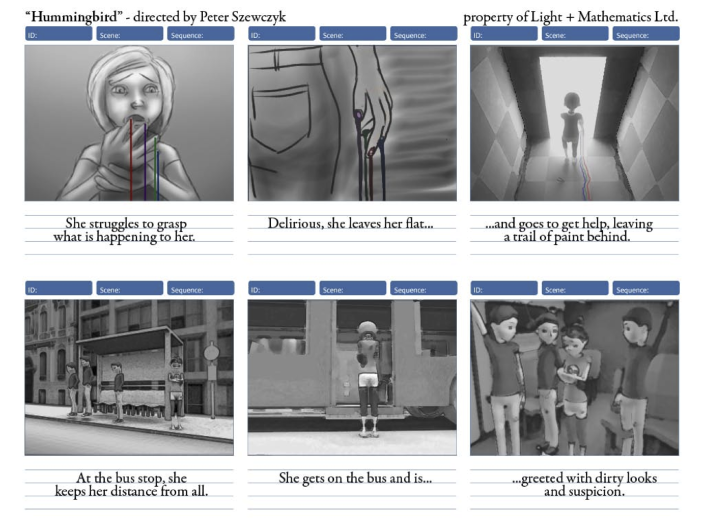 “Hummingbird” - directed by Peter Szewczyk
property of Light + Mathematics Ltd.
ID: Scene: Sequence:
ID: Scene: Sequence:
ID: Scene: Sequence:
She struggles to grasp
what is happening to her.
Delirious, she leaves her flat...
...and goes to get help, leaving
a trail of paint behind.
ID: Scene: Sequence:
ID: Scene: Sequence:
ID: Scene: Sequence:
At the bus stop, she
keeps her distance from all.
She gets on the bus and is...
...greeted with dirty looks
and suspicion.